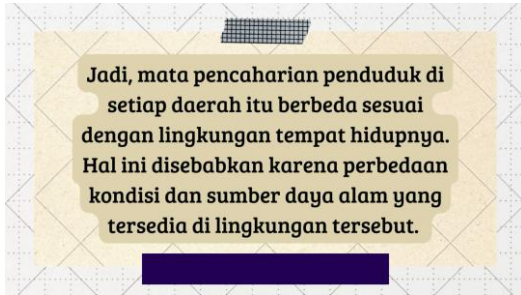 Jadi, mata pencaharian penduduk di
setiap daerah itu berbeda sesuai
dengan lingkungan tempat hidupnya.
Hal ini disebabkan karena perbedaan
kondisi dan sumber daya alam yang
tersedia di lingkungan tersebut.